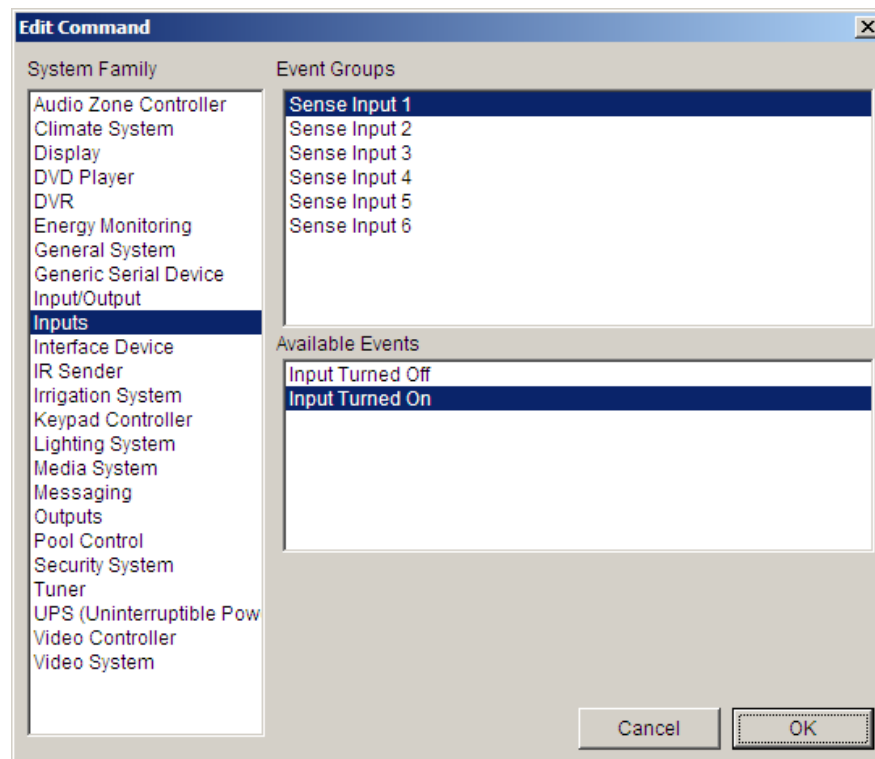 Edit Command
System Family
Audio Zone Controller
Climate System
Display
DVD Player
DVR
Energy Monitoring
General System
Generic Serial Device
Input/Output
Inputs
Interface Device
IR Sender
Irrigation System
Keypad Controller
Lighting System
Media System
Messaging
Outputs
Pool Control
Security System
Tuner
UPS (Uninterruptible Pow
Video Controller
Video System
Event Groups
Sense Input 1
Sense Input 2
Sense Input 3
Sense Input 4
Sense Input 5
Sense Input 6
Available Events
Input Turned Off
Input Turned On
Cancel
OK